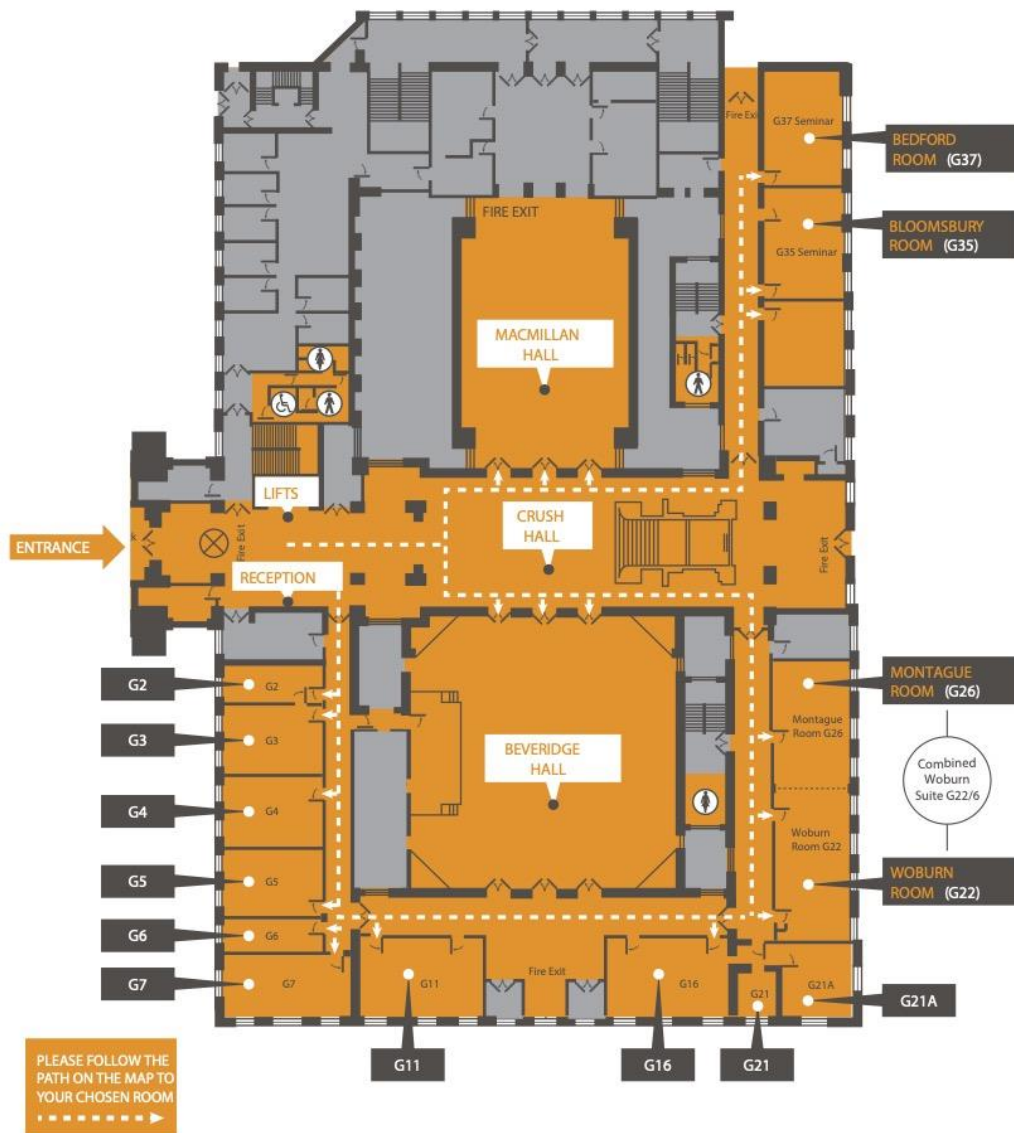 Fire Exi
G37 Seminar
BEDFORD
ROOM (G37)
FIRE EXIT
BLOOMSBURY
ROOM (G35)
G35 Seminar
MACMILLAN
HALL
LIFTS
CRUSH
HALL
ENTRANCE
Fire Exit
Fire Exit
RECEPTION
G2
G2
MONTAGUE
ROOM (G26)
G3
G3
Montague
Room G26
BEVERIDGE
HALL
Combined
Woburn
Suite G22/6
G4
G4
Woburn
Room G22
G5
G5
WOBURN
ROOM (G22)
G6
G6
G7
G7
G11
Fire Exit
G16
G21
G21A
G21A
G11
G16
G21
PLEASE FOLLOW THE
PATH ON THE MAP TO
YOUR CHOSEN ROOM